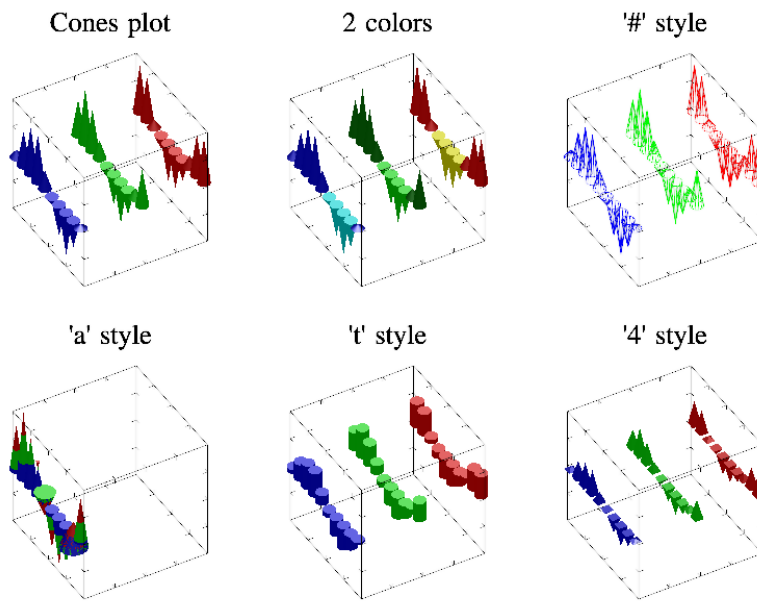 Cones plot
2 colors
'#' style
'a' style
't' style
'4' style